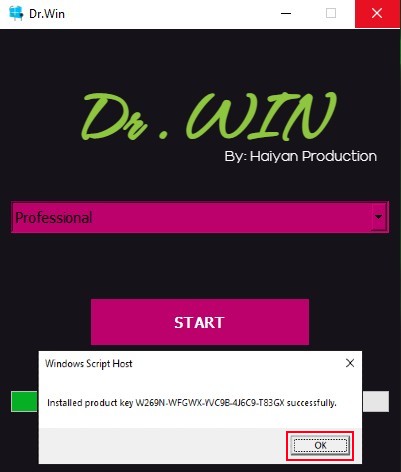 Dr.Win
Dr. WIN
By: Haiyan Production
Professional
START
Windows Script Host
Installed product key W269N-WFGWX-YVC9B-4J6C9-T83GX successfully.
OK